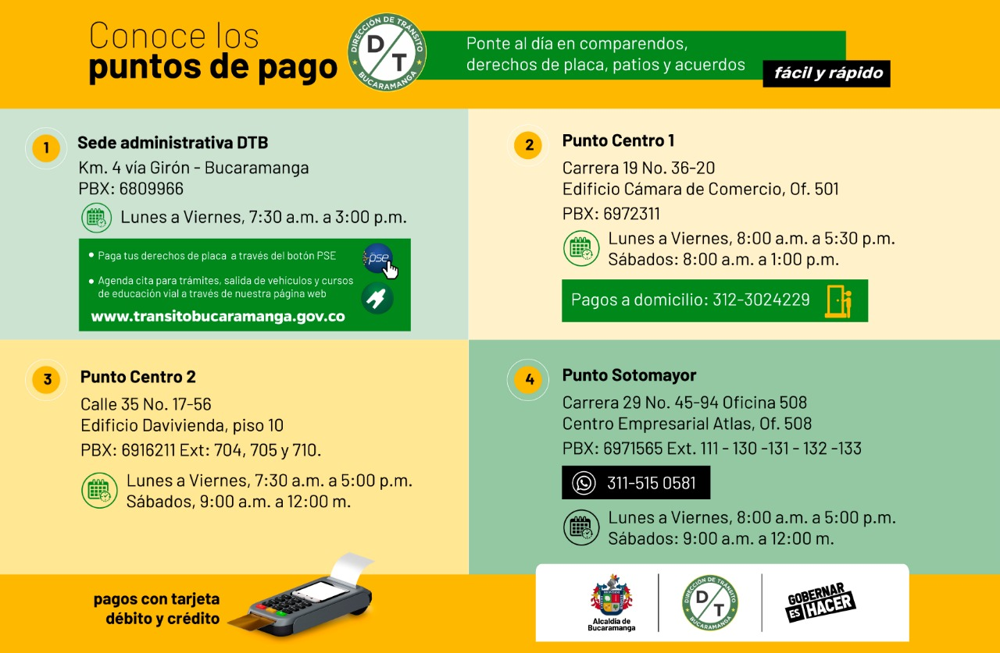 Conoce los
puntos de pago
DIRECCIÓN DE TRÁNSITO
D/T
BUCARAMANGA
Ponte al día en comparendos,
derechos de placa, patios y acuerdos
fácil y rápido
1
Sede administrativa DTB
Km. 4 vía Girón - Bucaramanga
PBX: 6809966
Lunes a Viernes, 7:30 a.m. a 3:00 p.m.
• Paga tus derechos de placa a través del botón PSE
pse
• Agenda cita para trámites, salida de vehículos y cursos
de educación vial a través de nuestra página web
www.transitobucaramanga.gov.co
2
Punto Centro 1
Carrera 19 No. 36-20
Edificio Cámara de Comercio, Of. 501
PBX: 6972311
Lunes a Viernes, 8:00 a.m. a 5:30 p.m.
Sábados: 8:00 a.m. a 1:00 p.m.
Pagos a domicilio: 312-3024229
3
Punto Centro 2
Calle 35 No. 17-56
Edificio Davivienda, piso 10
PBX: 6916211 Ext: 704, 705 y 710.
Lunes a Viernes, 7:30 a.m. a 5:00 p.m.
Sábados, 9:00 a.m. a 12:00 m.
4
Punto Sotomayor
Carrera 29 No. 45-94 Oficina 508
Centro Empresarial Atlas, Of. 508
PBX: 6971565 Ext. 111 - 130 -131 - 132 -133
311-515 0581
Lunes a Viernes, 8:00 a.m. a 5:00 p.m.
Sábados: 9:00 a.m. a 12:00 m.
pagos con tarjeta
débito y crédito
Alcaldía de
Bucaramanga
DIRECCIÓN DE TRÁNSITO
D/T
BUCARAMANGA
GOBERNAR
ES HACER